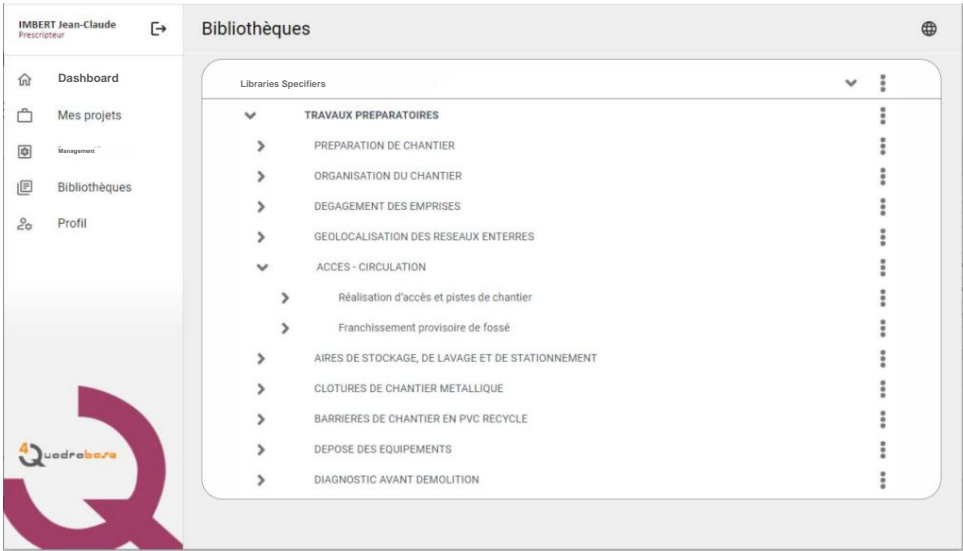 IMBERT Jean-Claude
Prescripteur
Bibliothèques
Dashboard
Mes projets
Management
Bibliothèques
Profil
Libraries Specifiers
TRAVAUX PREPARATOIRES
PREPARATION DE CHANTIER
ORGANISATION DU CHANTIER
DEGAGEMENT DES EMPRISES
GEOLOCALISATION DES RESEAUX ENTERRES
ACCES - CIRCULATION
Réalisation d'accès et pistes de chantier
Franchissement provisoire de fossé
AIRES DE STOCKAGE, DE LAVAGE ET DE STATIONNEMENT
CLOTURES DE CHANTIER METALLIQUE
BARRIERES DE CHANTIER EN PVC RECYCLE
DEPOSE DES EQUIPEMENTS
DIAGNOSTIC AVANT DEMOLITION
4Quadrabase